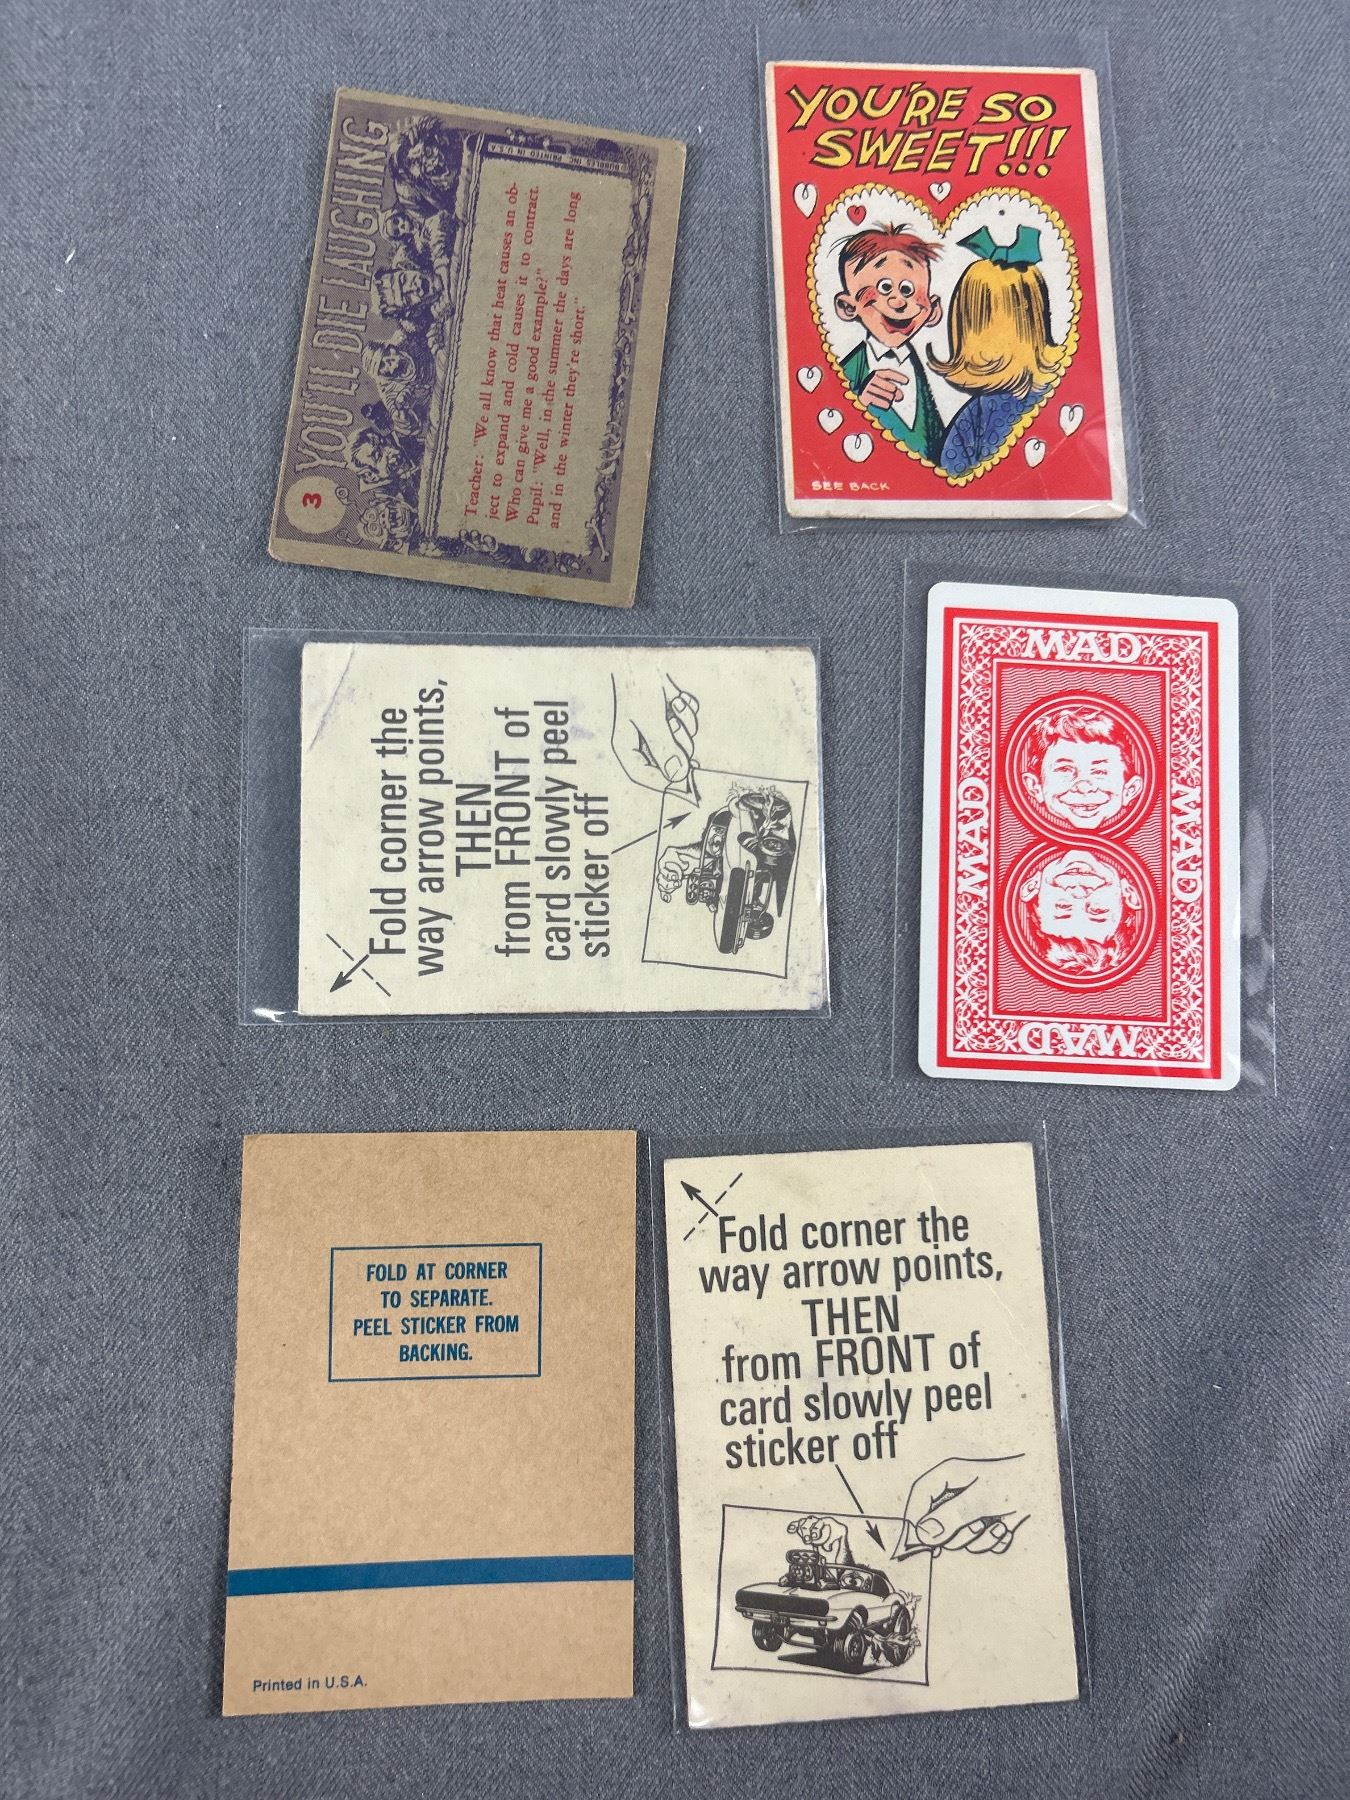 YOU'LL DIE LAUGHING
3
© BUBBLES INC. PRINTED IN U.S.A.
Teacher: "We all know that heat causes an ob-
ject to expand and cold causes it to contract.
Who can give me a good example?"
Pupil: "Well, in the summer the days are long
and in the winter they're short."
YOU'RE SO
SWEET!!!
SEE BACK
Fold corner the
way arrow points,
THEN
from FRONT of
card slowly peel
sticker off
MAD
MAD
MAD
MAD
FOLD AT CORNER
TO SEPARATE.
PEEL STICKER FROM
BACKING.
Printed in U.S.A.
Fold corner the
way arrow points,
THEN
from FRONT of
card slowly peel
sticker off